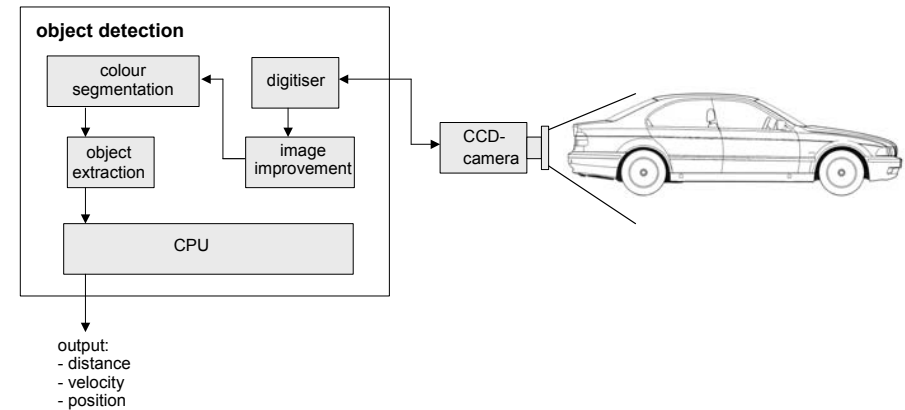 object detection
colour
segmentation
digitiser
object
extraction
image
improvement
CCD-
camera
CPU
output:
- distance
- velocity
- position